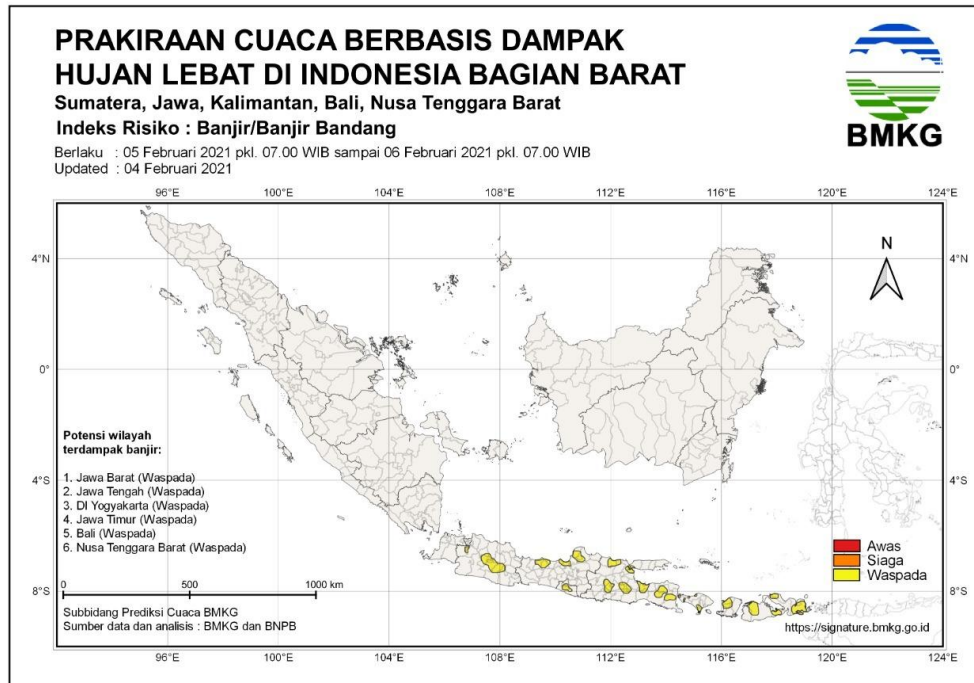 PRAKIRAAN CUACA BERBASIS DAMPAK
HUJAN LEBAT DI INDONESIA BAGIAN BARAT
Sumatera, Jawa, Kalimantan, Bali, Nusa Tenggara Barat
Indeks Risiko : Banjir/Banjir Bandang
Berlaku : 05 Februari 2021 pkl. 07.00 WIB sampai 06 Februari 2021 pkl. 07.00 WIB
Updated : 04 Februari 2021
BMKG
96°E 100°E 104°E 108°E 112°E 116°E 120°E 124°E
N
4°N 4°N
0° 0°
4°S 4°S
8°S 8°S
Potensi wilayah
terdampak banjir:
1. Jawa Barat (Waspada)
2. Jawa Tengah (Waspada)
3. DI Yogyakarta (Waspada)
4. Jawa Timur (Waspada)
5. Bali (Waspada)
6. Nusa Tenggara Barat (Waspada)
0 500 1000 km
Subbidang Prediksi Cuaca BMKG
Sumber data dan analisis : BMKG dan BNPB
Awas
Siaga
Waspada
https://signature.bmkg.go.id
96°E 100°E 104°E 108°E 112°E 116°E 120°E 124°E